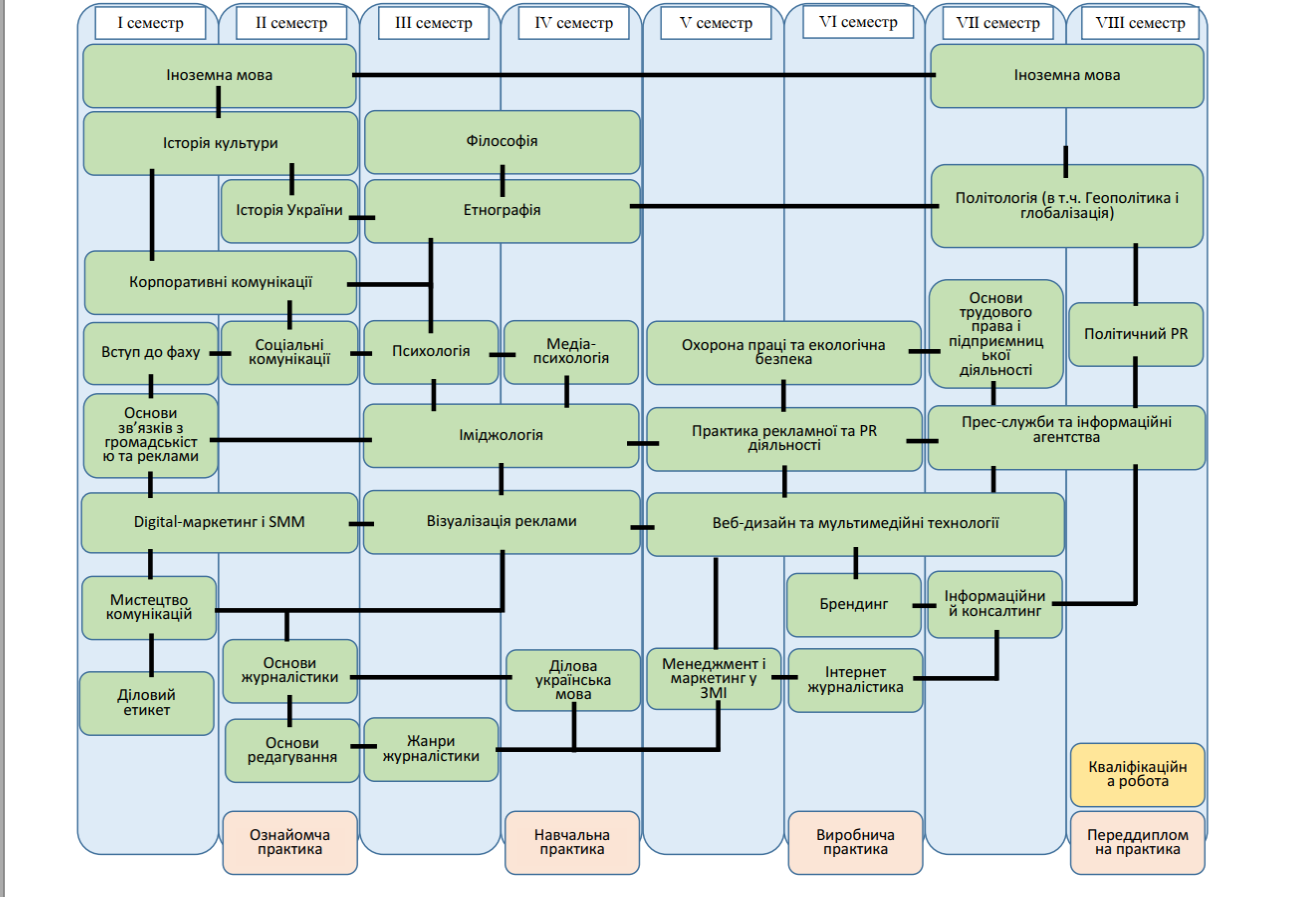 I семестр
II семестр
III семестр
IV семестр
V семестр
VI семестр
VII семестр
VIII семестр
Іноземна мова
Іноземна мова
Історія культури
Філософія
Історія України
Етнографія
Політологія (в т.ч. Геополітика і
глобалізація)
Корпоративні комунікації
Вступ до фаху
Соціальні
комунікації
Психологія
Медіа-
психологія
Охорона праці та екологічна
безпека
Основи
трудового
права і
підприємниц
ької
діяльності
Політичний PR
Основи
зв’язків з
громадськіст
ю та реклами
Іміджологія
Практика рекламної та PR
діяльності
Прес-служби та інформаційні
агентства
Digital-маркетинг і SMM
Візуалізація реклами
Веб-дизайн та мультимедійні технології
Мистецтво
комунікацій
Брендинг
Інформаційни
й консалтинг
Основи
журналістики
Ділова
українська
мова
Менеджмент і
маркетинг у
ЗМІ
Інтернет
журналістика
Діловий
етикет
Основи
редагування
Жанри
журналістики
Кваліфікаційн
а робота
Ознайомча
практика
Навчальна
практика
Виробнича
практика
Переддиплом
на практика